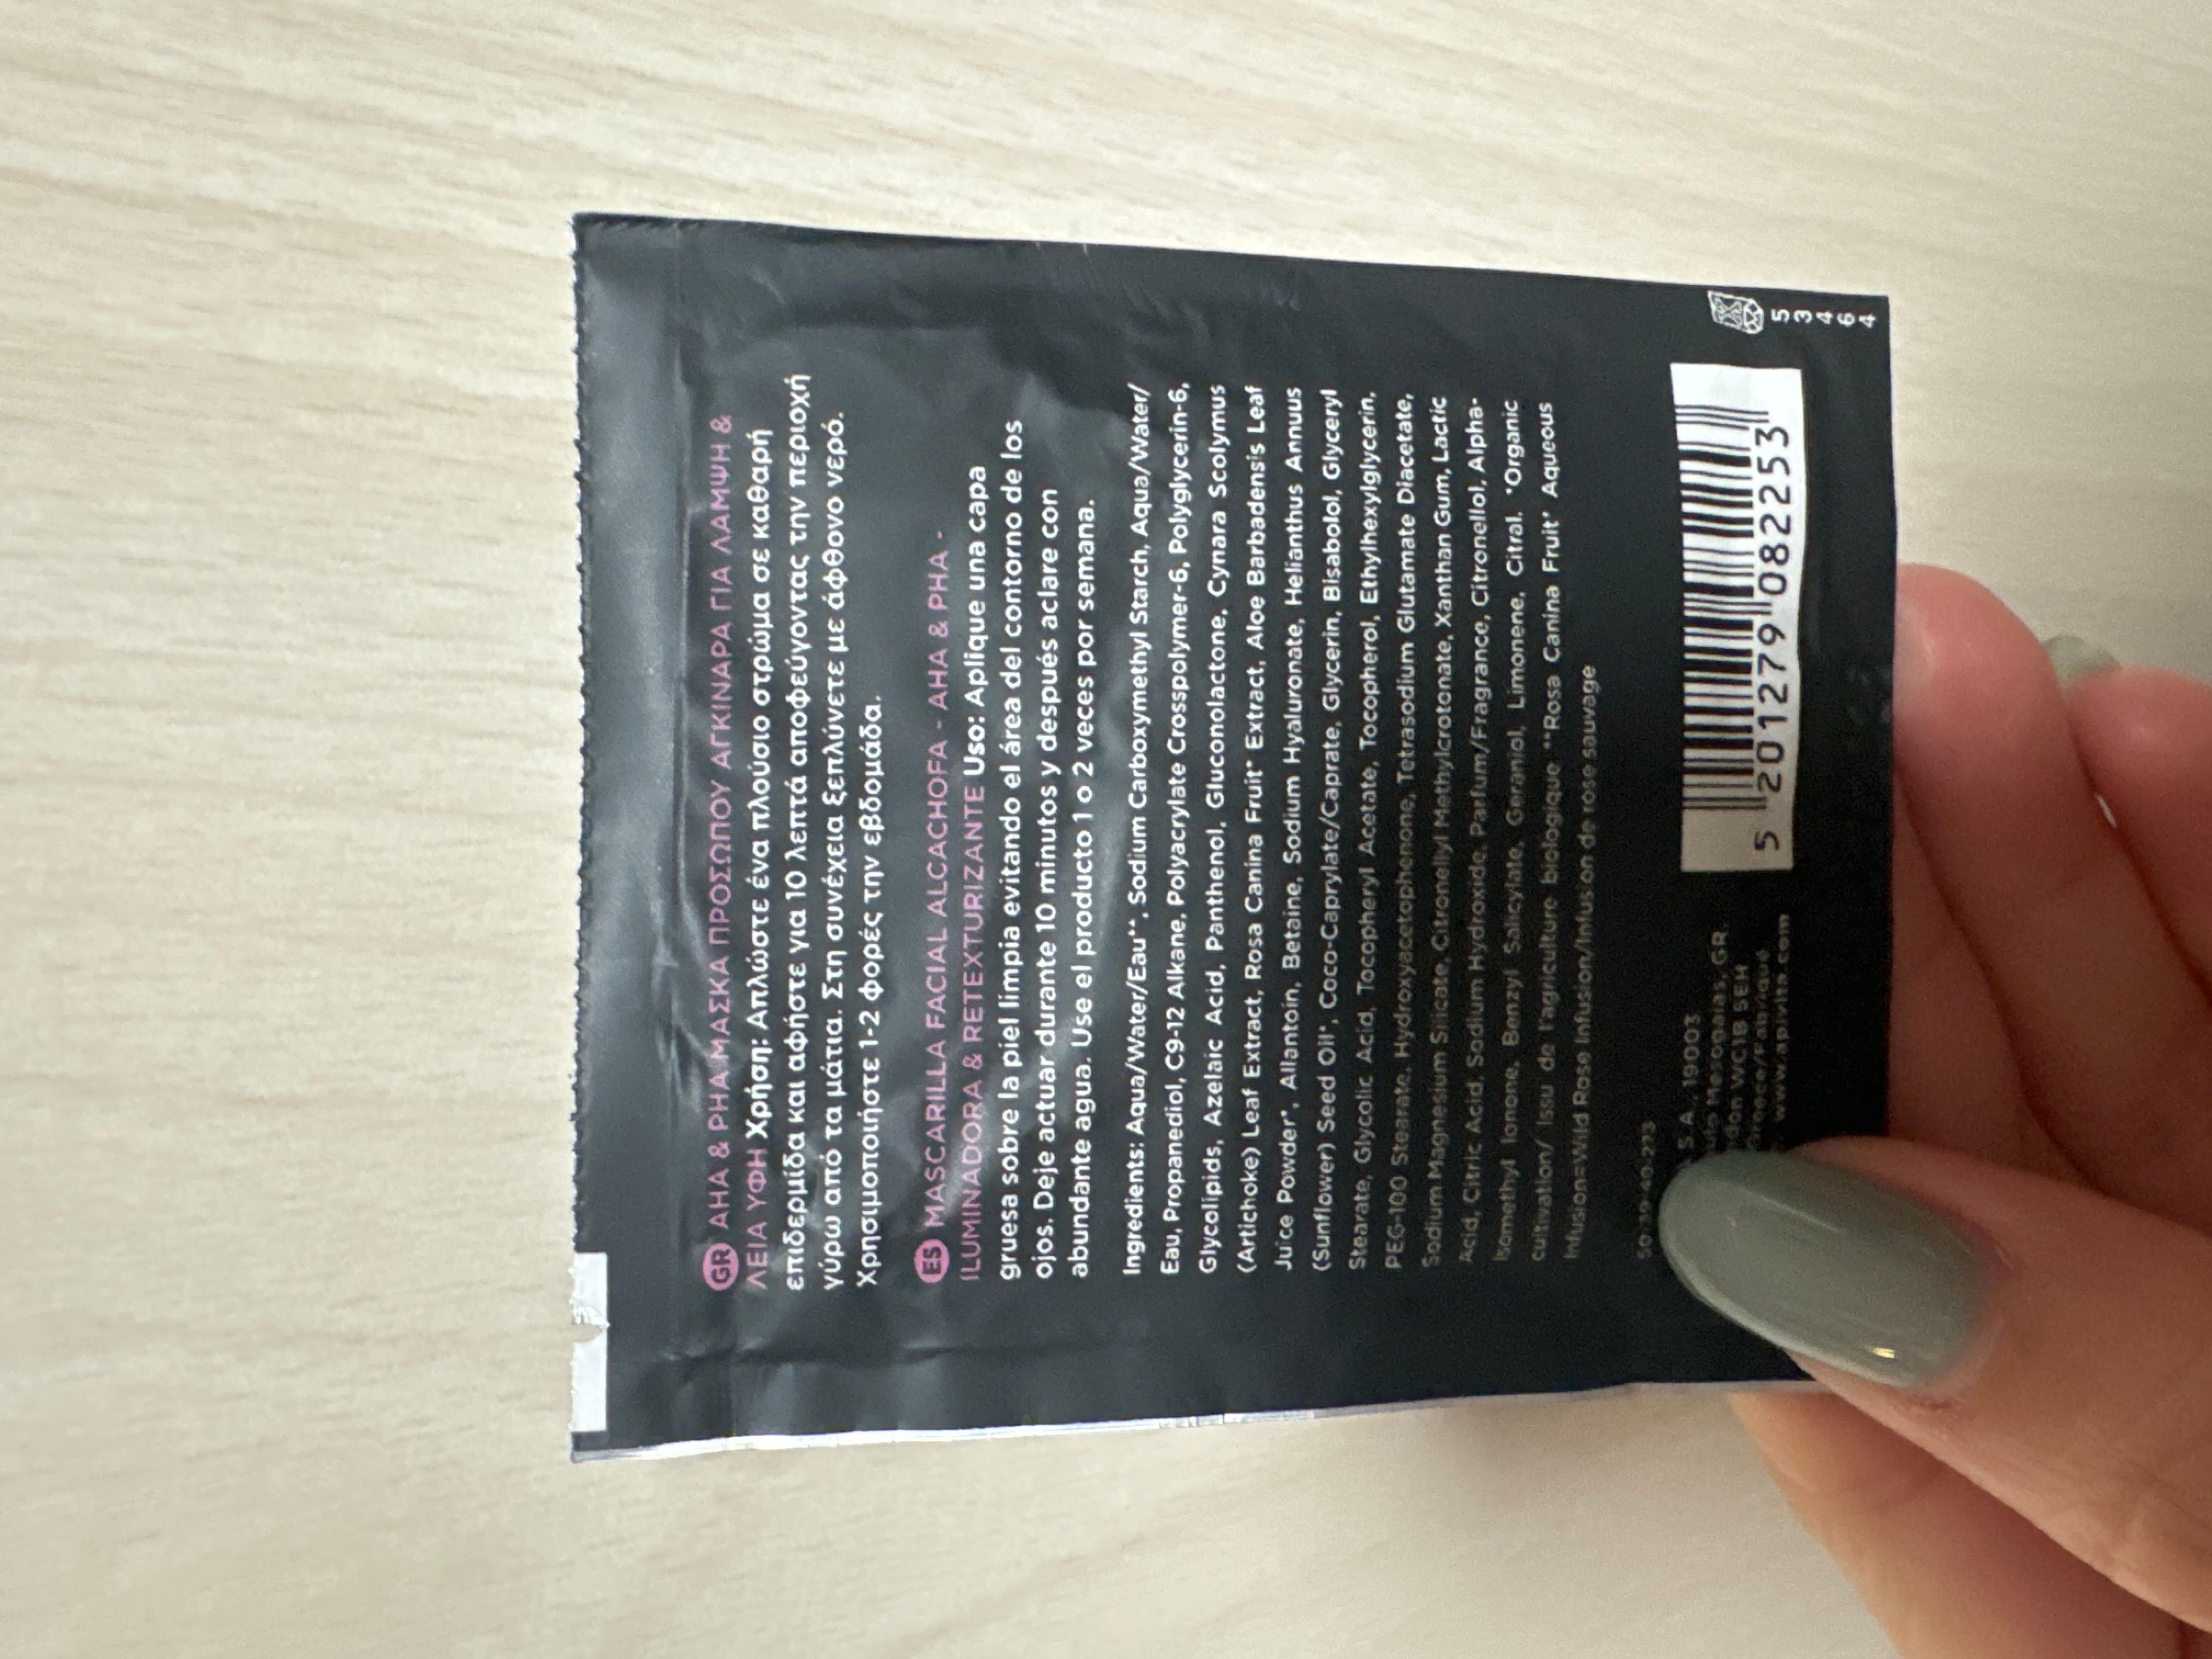 GR AHA & PHA ΜΑΣΚΑ ΠΡΟΣΩΠΟΥ ΑΓΚΙΝΑΡΑ ΓΙΑ ΛΑΜΨΗ &
ΛΕΙΑ ΥΦΗ Χρήση: Απλώστε ένα πλούσιο στρώμα σε καθαρή
επιδερμίδα και αφήστε για 10 λεπτά αποφεύγοντας την περιοχή
γύρω από τα μάτια. Στη συνέχεια ξεπλύνετε με άφθονο νερό.
Χρησιμοποιήστε 1-2 φορές την εβδομάδα.
ES MASCARILLA FACIAL ALCACHOFA - AHA & PHA -
ILUMINADORA & RETEXTURIZANTE Uso: Aplique una capa
gruesa sobre la piel limpia evitando el área del contorno de los
ojos. Deje actuar durante 10 minutos y después aclare con
abundante agua. Use el producto 1 o 2 veces por semana.
Ingredients: Aqua/Water/Eau**, Sodium Carboxymethyl Starch, Aqua/Water/
Eau, Propanediol, C9-12 Alkane, Polyacrylate Crosspolymer-6, Polyglycerin-6,
Glycolipids, Azelaic Acid, Panthenol, Gluconolactone, Cynara Scolymus
(Artichoke) Leaf Extract, Rosa Canina Fruit* Extract, Aloe Barbadensis Leaf
Juice Powder*, Allantoin, Betaine, Sodium Hyaluronate, Helianthus Annuus
(Sunflower) Seed Oil*, Coco-Caprylate/Caprate, Glycerin, Bisabolol, Glyceryl
Stearate, Glycolic Acid, Tocopheryl Acetate, Tocopherol, Ethylhexylglycerin,
PEG-100 Stearate, Hydroxyacetophenone, Tetrasodium Glutamate Diacetate,
Sodium Magnesium Silicate, Citronellyl Methylcrotonate, Xanthan Gum, Lactic
Acid, Citric Acid, Sodium Hydroxide, Parfum/Fragrance, Citronellol, Alpha-
Isomethyl Ionone, Benzyl Salicylate, Geraniol, Limonene, Citral. *Organic
cultivation/ Issu de l'agriculture biologique **Rosa Canina Fruit* Aqueous
Infusion=Wild Rose Infusion/Infusion de rose sauvage
S.A., 19003
Mesogaias, GR.
WC1B 5EH
Greece/Fabriqué
www.apivita.com
5 201279 082253
53464